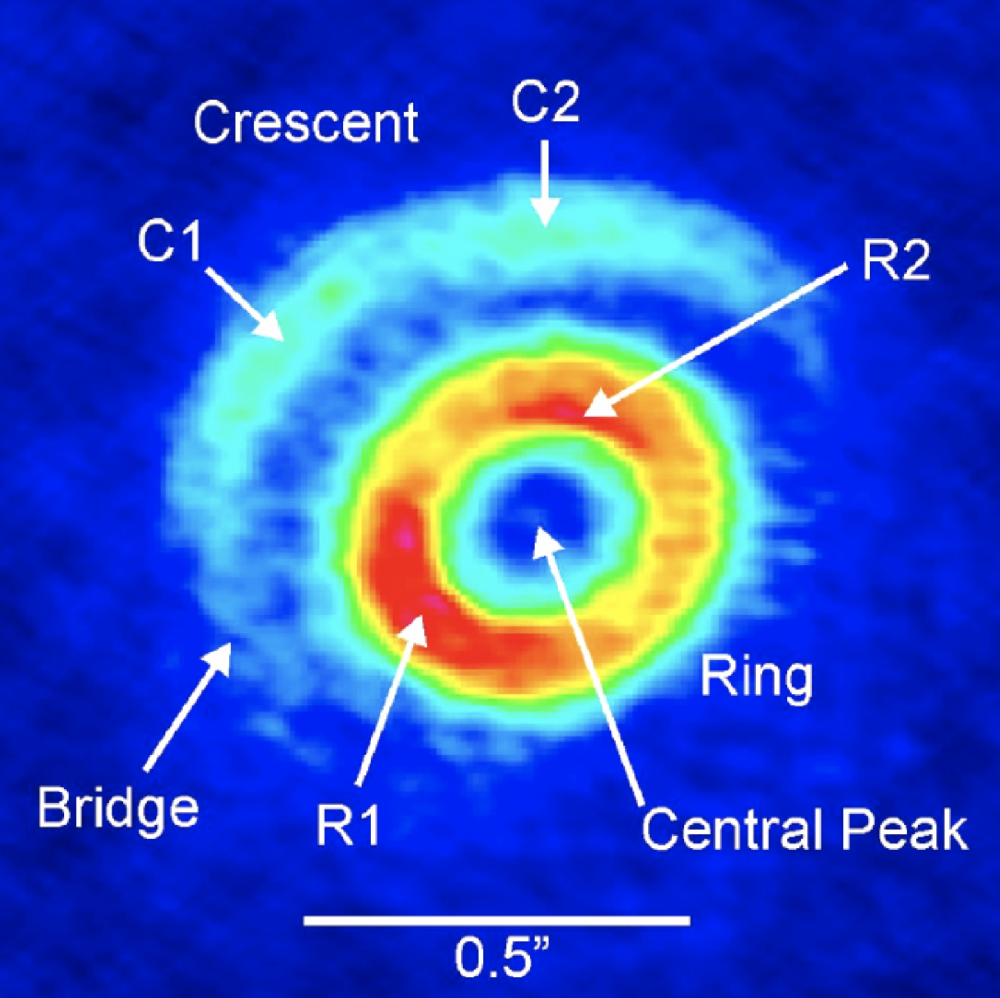 C2
Crescent
C1
R2
Ring
Bridge
R1
Central Peak
0.5”